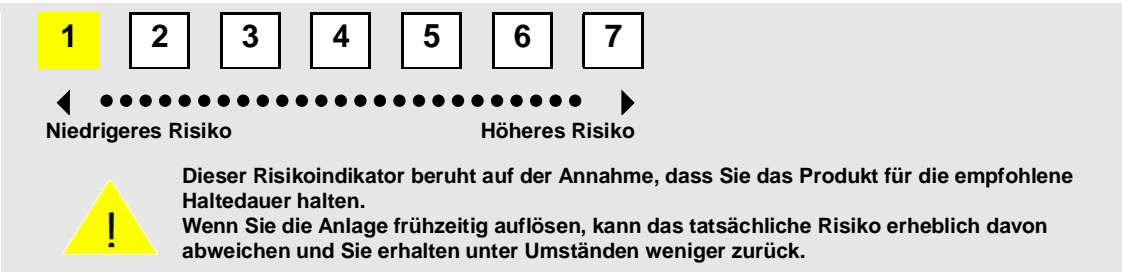 1 2 3 4 5 6 7
Niedrigeres Risiko Höheres Risiko
Dieser Risikoindikator beruht auf der Annahme, dass Sie das Produkt für die empfohlene
Haltedauer halten.
Wenn Sie die Anlage frühzeitig auflösen, kann das tatsächliche Risiko erheblich davon
abweichen und Sie erhalten unter Umständen weniger zurück.
!